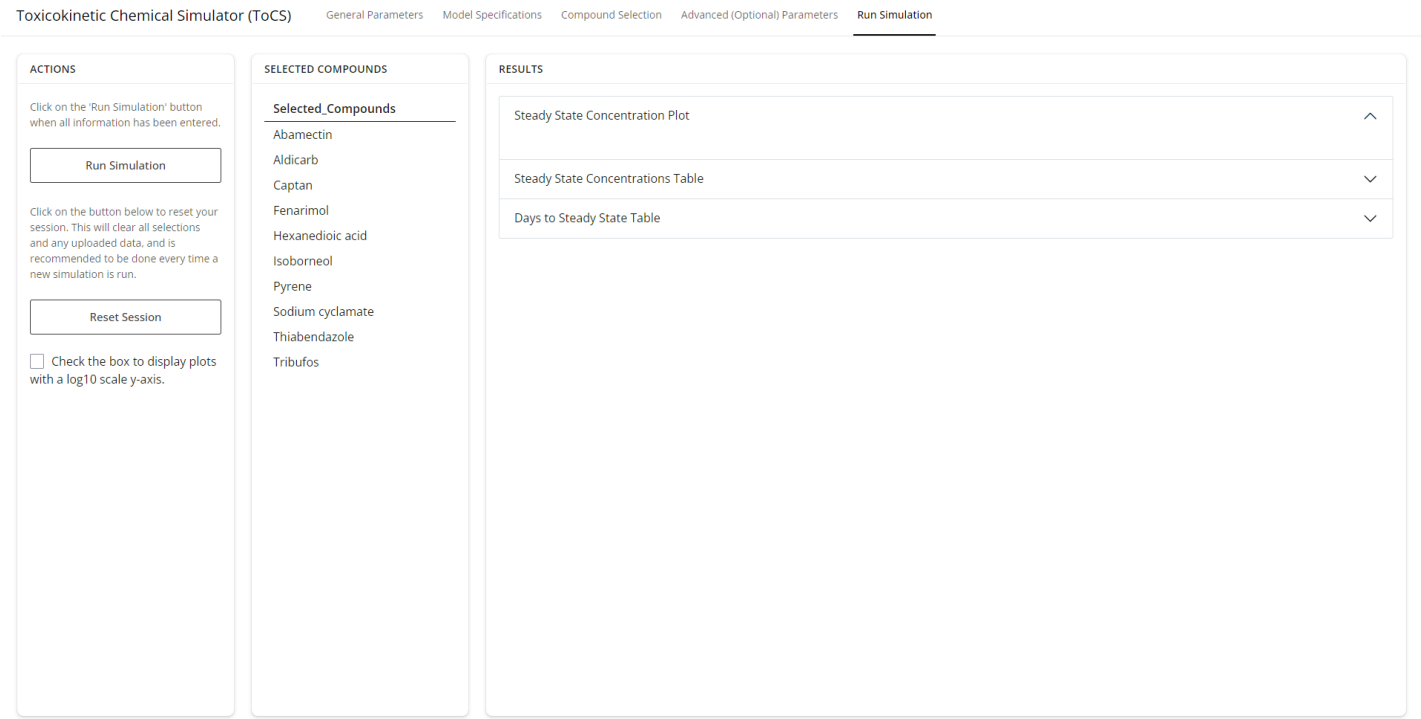 Toxicokinetic Chemical Simulator (ToCS)
General Parameters
Model Specifications
Compound Selection
Advanced (Optional) Parameters
Run Simulation
ACTIONS
Click on the 'Run Simulation' button
when all information has been entered.
Run Simulation
Click on the button below to reset your
session. This will clear all selections
and any uploaded data, and is
recommended to be done every time a
new simulation is run.
Reset Session
Check the box to display plots
with a log10 scale y-axis.
SELECTED COMPOUNDS
Selected_Compounds
Abamectin
Aldicarb
Captan
Fenarimol
Hexanedioic acid
Isoborneol
Pyrene
Sodium cyclamate
Thiabendazole
Tribufos
RESULTS
Steady State Concentration Plot
Steady State Concentrations Table
Days to Steady State Table